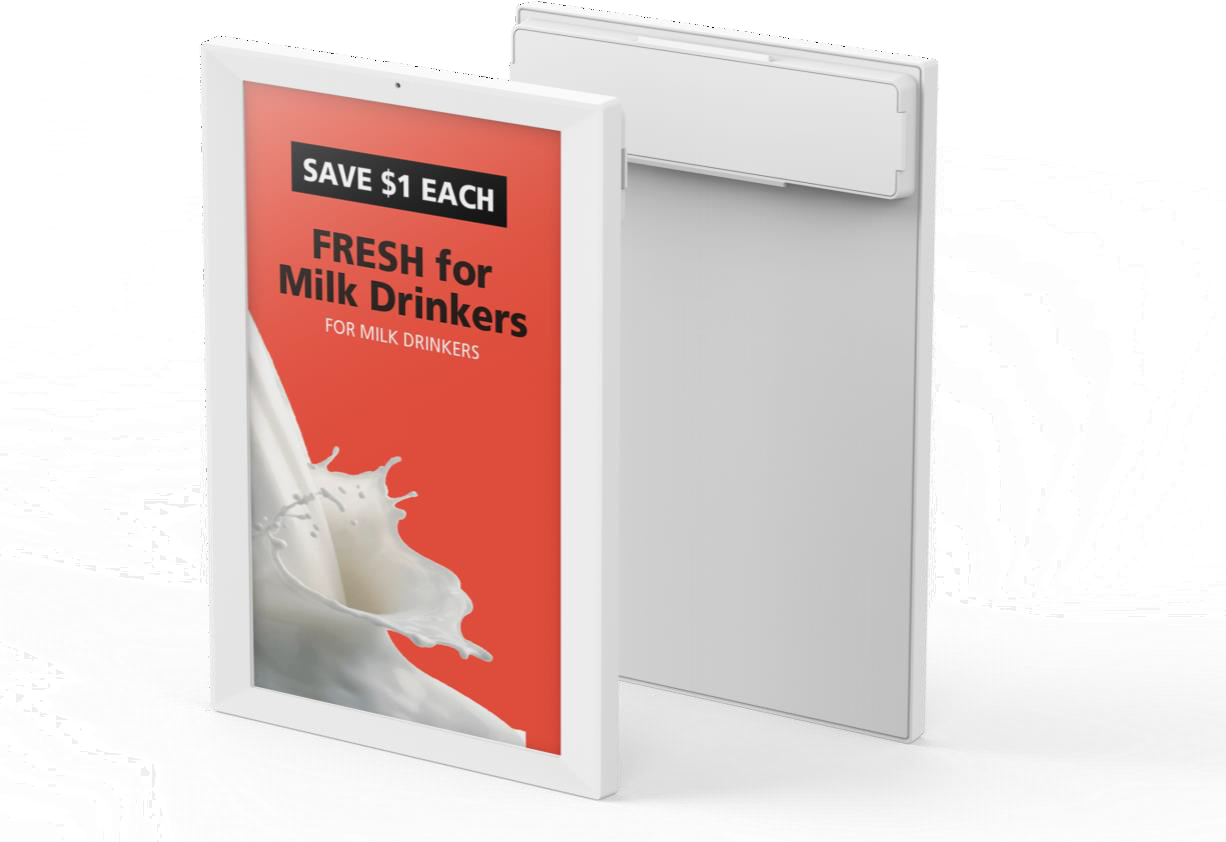 SAVE $1 EACH
FRESH for
Milk Drinkers
FOR MILK DRINKERS